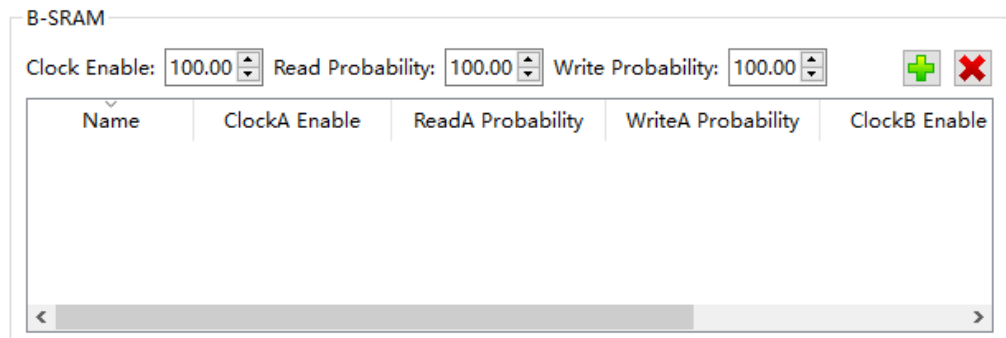 B-SRAM
Clock Enable: 100.00 Read Probability: 100.00 Write Probability: 100.00
Name ClockA Enable ReadA Probability WriteA Probability ClockB Enable